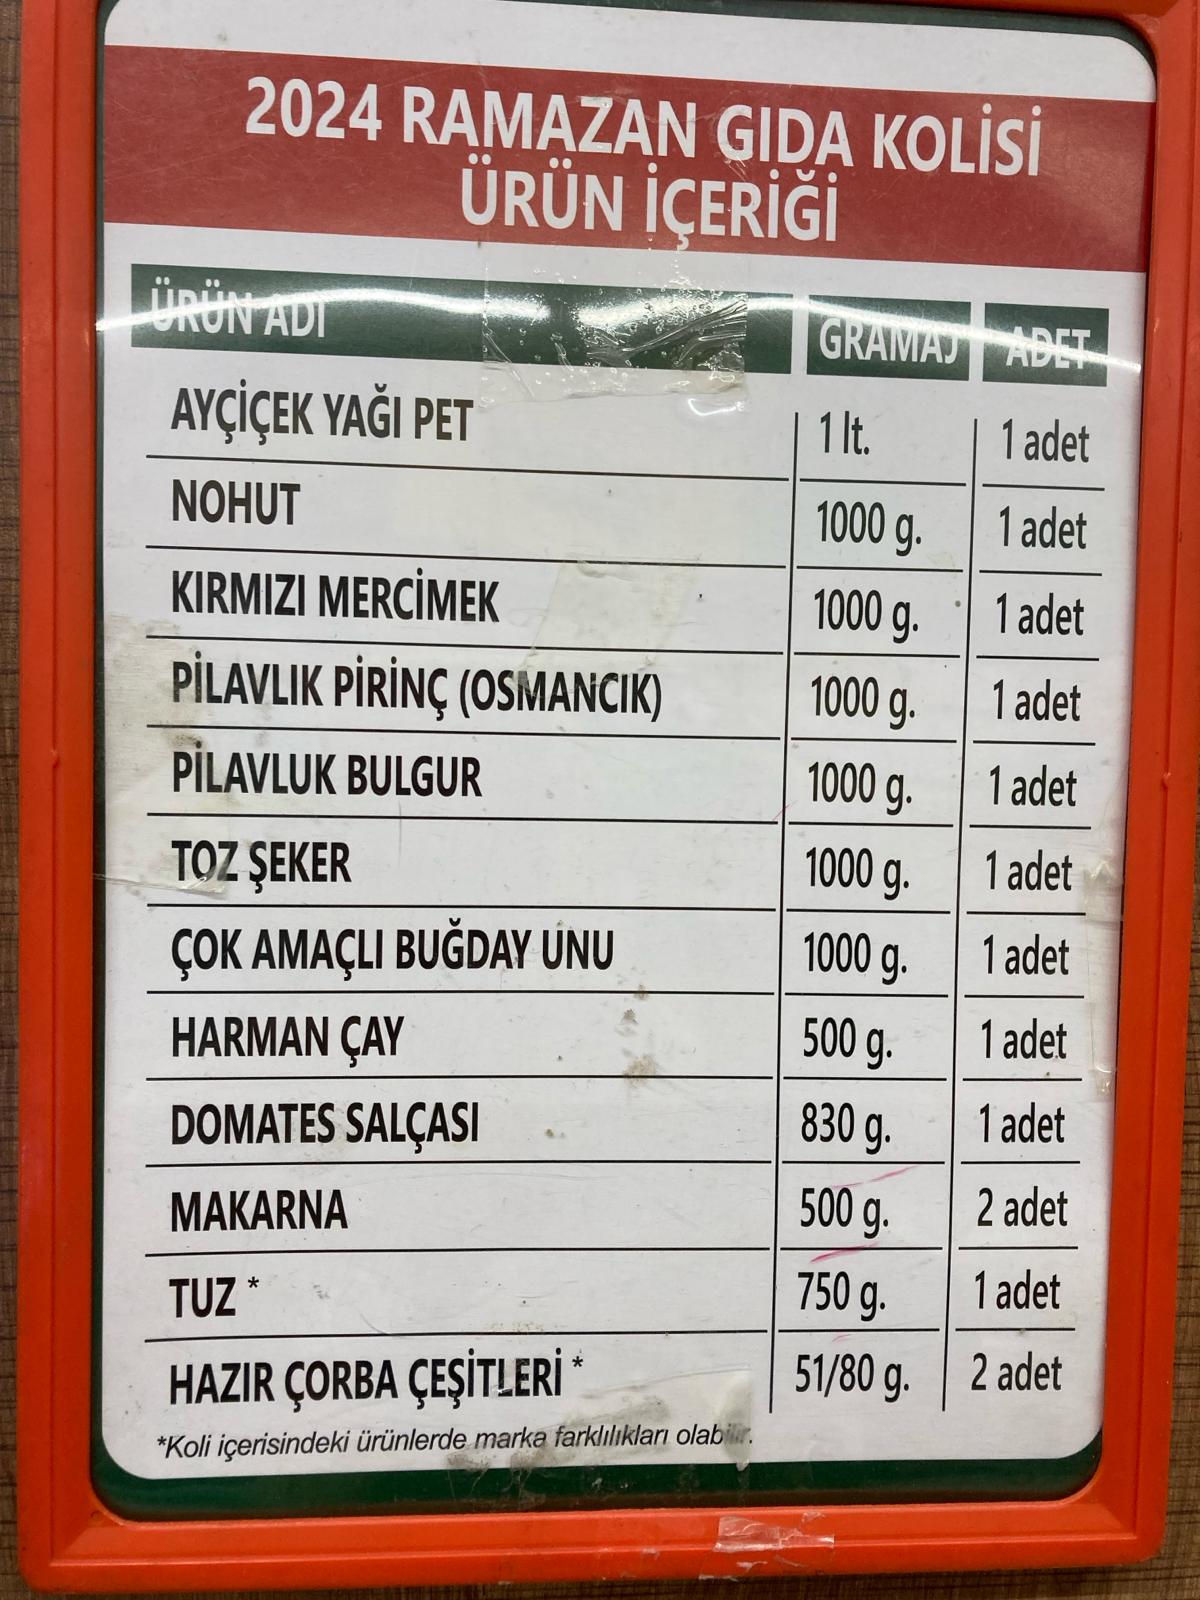 2024 RAMAZAN GIDA KOLİSİ
ÜRÜN İÇERİĞİ
ÜRÜN ADI GRAMAJ ADET
AYÇİÇEK YAĞI PET 1 lt. 1 adet
NOHUT 1000 g. 1 adet
KIRMIZI MERCİMEK 1000 g. 1 adet
PİLAVLIK PİRİNÇ (OSMANCIK) 1000 g. 1 adet
PİLAVLUK BULGUR 1000 g. 1 adet
TOZ ŞEKER 1000 g. 1 adet
ÇOK AMAÇLI BUĞDAY UNU 1000 g. 1 adet
HARMAN ÇAY 500 g. 1 adet
DOMATES SALÇASI 830 g. 1 adet
MAKARNA 500 g. 2 adet
TUZ * 750 g. 1 adet
HAZIR ÇORBA ÇEŞİTLERİ * 51/80 g. 2 adet
*Koli içerisindeki ürünlerde marka farklılıkları olabilir.